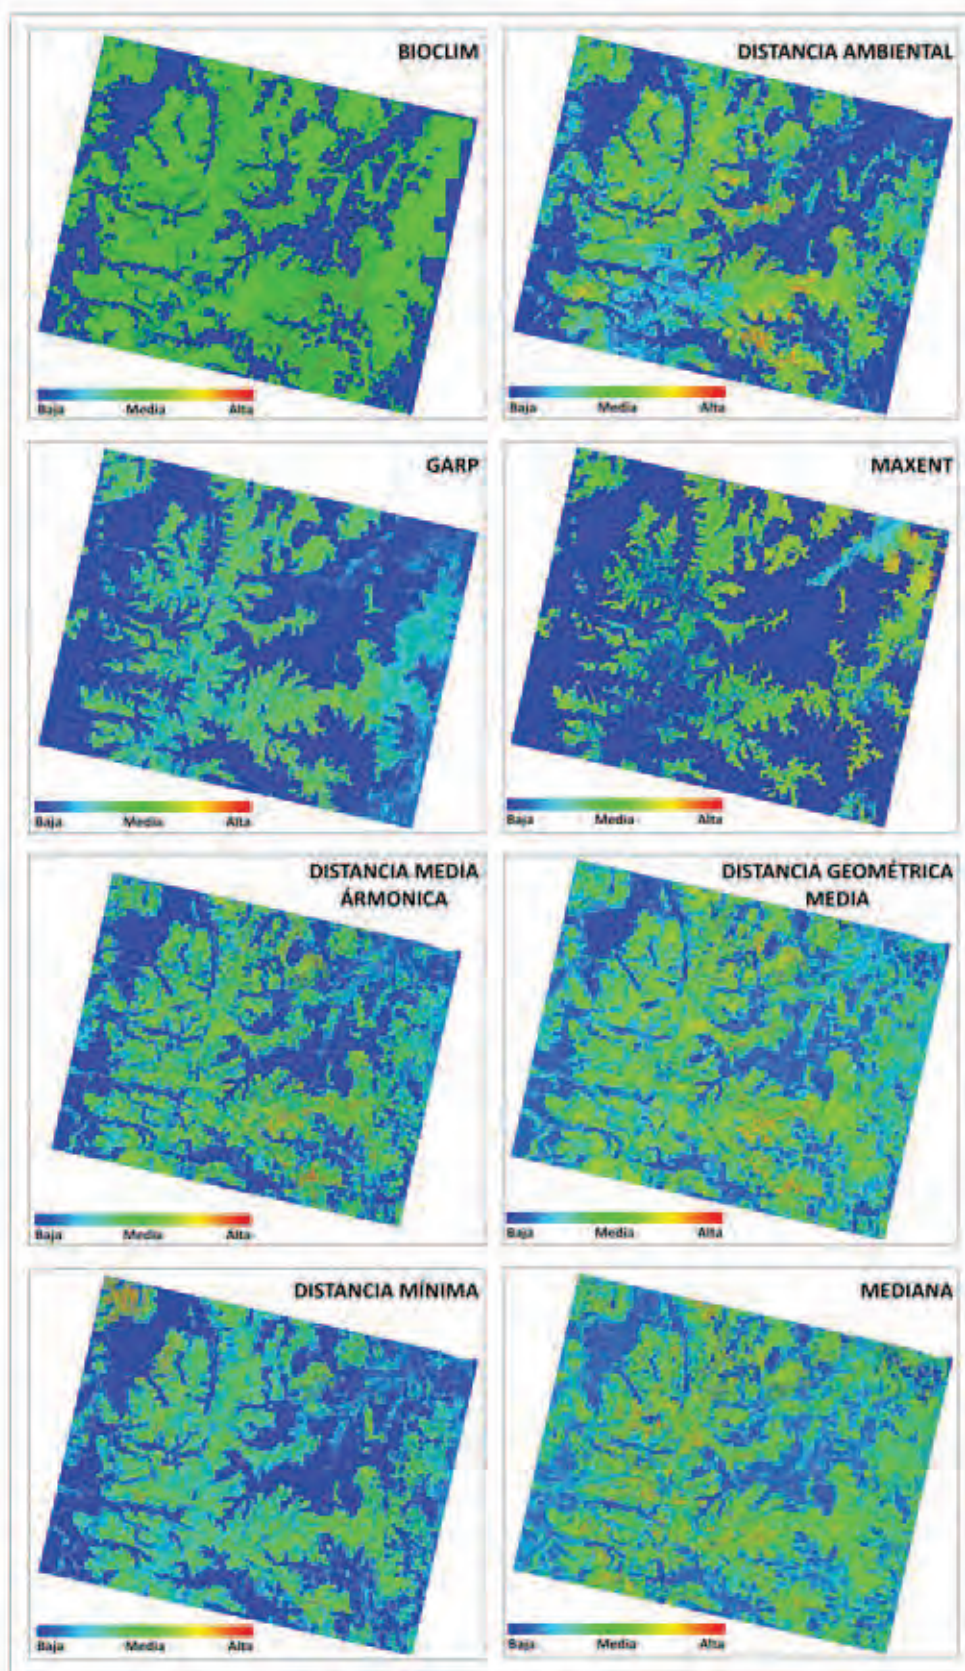 BIOCLIM
Baja Media Alta
DISTANCIA AMBIENTAL
Baja Media Alta
GARP
Baja Media Alta
MAXENT
Baja Media Alta
DISTANCIA MEDIA
ÁRMONICA
Baja Media Alta
DISTANCIA GEOMÉTRICA
MEDIA
Baja Media Alta
DISTANCIA MÍNIMA
Baja Media Alta
MEDIANA
Baja Media Alta